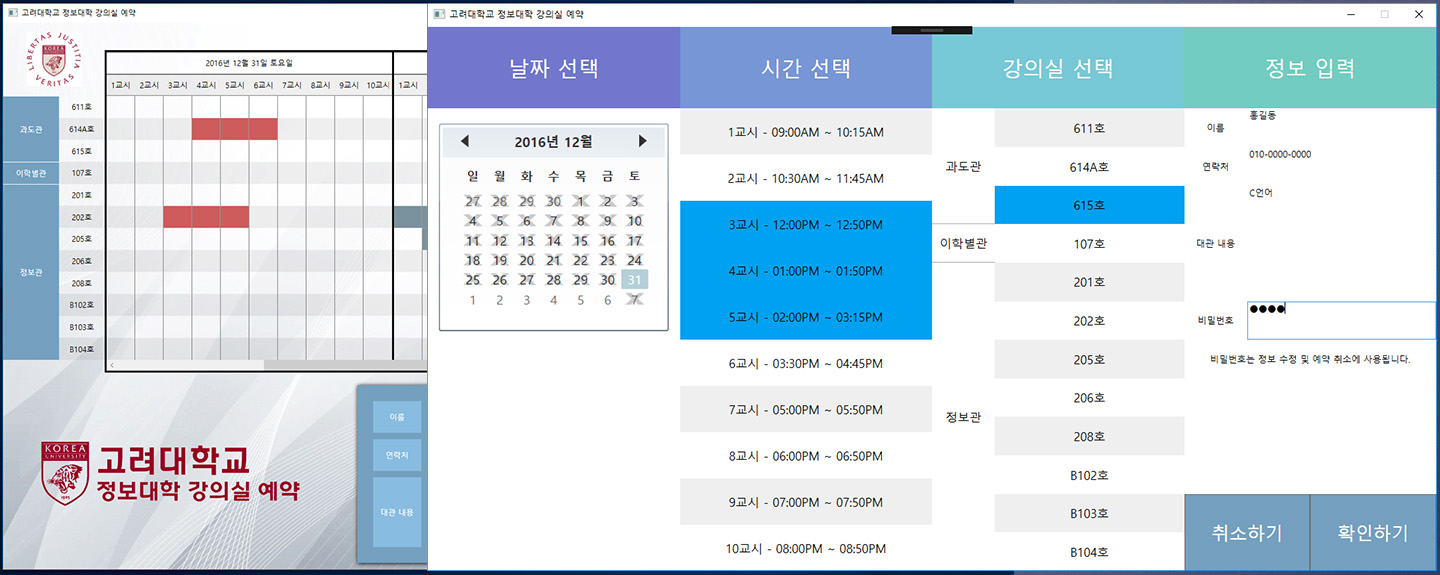 고려대학교 정보대학 강의실 예약
LIBERTAS JUSTITIA VERITAS
KOREA
2016년 12월 31일 토요일
1교시 2교시 3교시 4교시 5교시 6교시 7교시 8교시 9교시 10교시 1교시
과도관
611호
614A호
615호
이학별관
107호
정보관
201호
202호
205호
206호
208호
B102호
B103호
B104호
이름
연락처
대관 내용
KOREA
UNIVERSITY
1905
고려대학교
정보대학 강의실 예약
고려대학교 정보대학 강의실 예약
날짜 선택
시간 선택
강의실 선택
정보 입력
2016년 12월
일 월 화 수 목 금 토
27 28 29 30 1 2 3
4 5 6 7 8 9 10
11 12 13 14 15 16 17
18 19 20 21 22 23 24
25 26 27 28 29 30 31
1 2 3 4 5 6 7
1교시 - 09:00AM ~ 10:15AM
2교시 - 10:30AM ~ 11:45AM
3교시 - 12:00PM ~ 12:50PM
4교시 - 01:00PM ~ 01:50PM
5교시 - 02:00PM ~ 03:15PM
6교시 - 03:30PM ~ 04:45PM
7교시 - 05:00PM ~ 05:50PM
8교시 - 06:00PM ~ 06:50PM
9교시 - 07:00PM ~ 07:50PM
10교시 - 08:00PM ~ 08:50PM
과도관
611호
614A호
615호
이학별관
107호
정보관
201호
202호
205호
206호
208호
B102호
B103호
B104호
이름
홍길동
연락처
010-0000-0000
대관 내용
C언어
비밀번호
●●●●
비밀번호는 정보 수정 및 예약 취소에 사용됩니다.
취소하기
확인하기